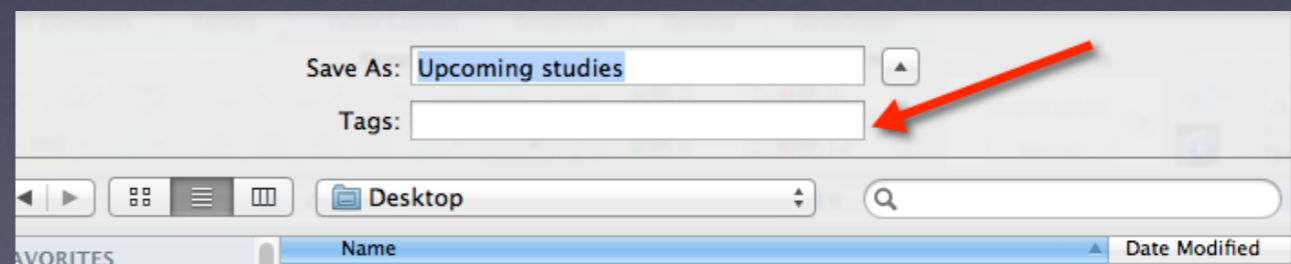 Save As: Upcoming studies
Tags:
Desktop
AVORITES
Name Date Modified